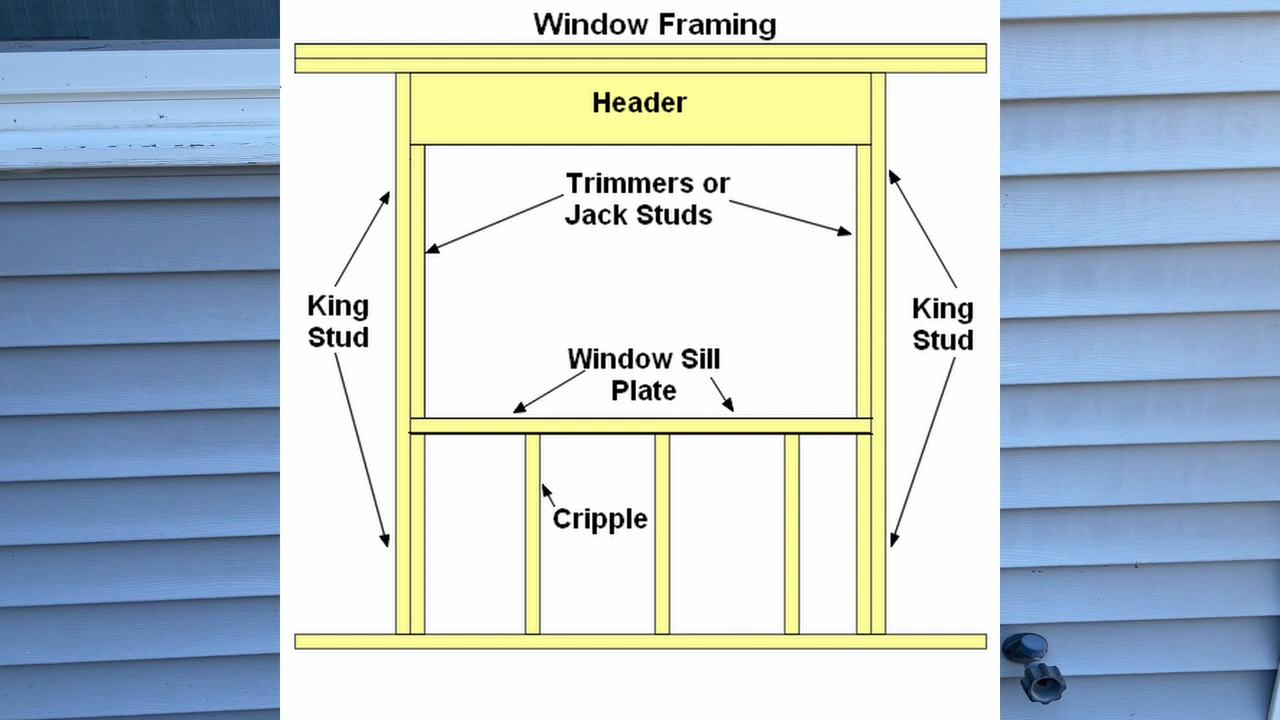 Window Framing
Header
Trimmers or
Jack Studs
King
Stud
King
Stud
Window Sill
Plate
Cripple